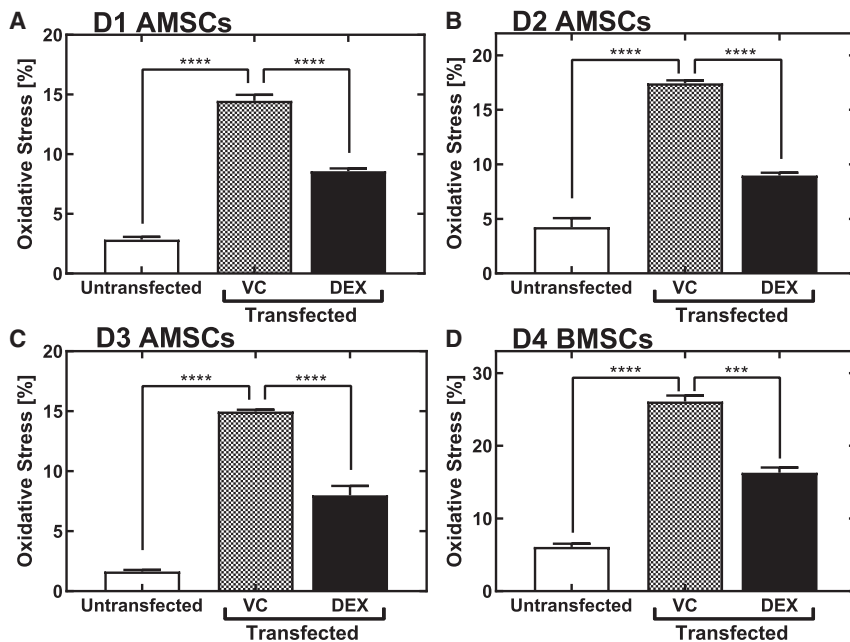 A D1 AMSCs
Oxidative Stress [%]
20
15
10
5
0
**** ****
Untransfected VC DEX
Transfected
B D2 AMSCs
Oxidative Stress [%]
20
15
10
5
0
**** ****
Untransfected VC DEX
Transfected
C D3 AMSCs
Oxidative Stress [%]
20
15
10
5
0
**** ****
Untransfected VC DEX
Transfected
D D4 BMSCs
Oxidative Stress [%]
30
20
10
0
**** ***
Untransfected VC DEX
Transfected